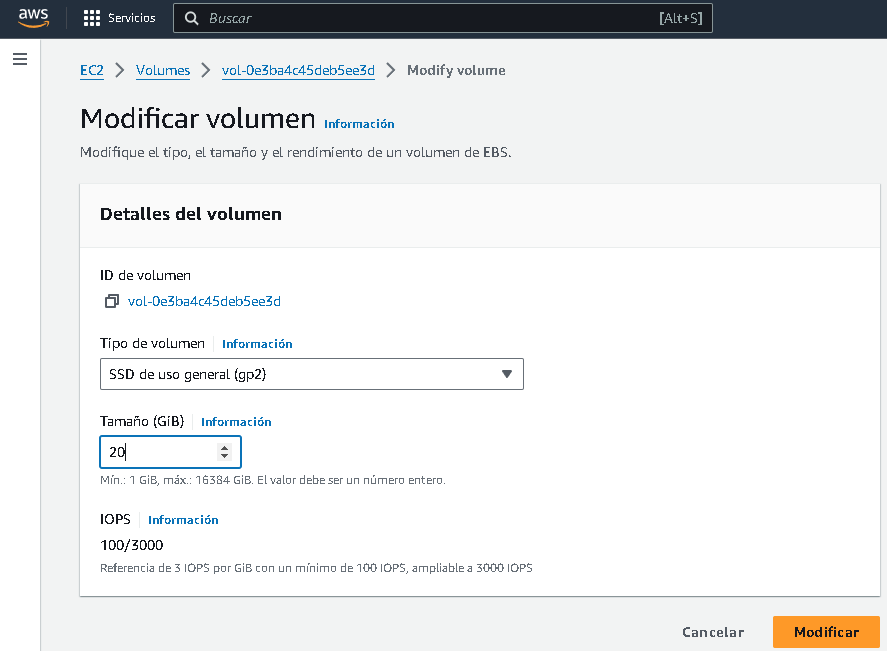 aws
Servicios
Buscar
[Alt+S]
EC2 > Volumes > vol-0e3ba4c45deb5ee3d > Modify volume
Modificar volumen Información
Modifique el tipo, el tamaño y el rendimiento de un volumen de EBS.
Detalles del volumen
ID de volumen
vol-0e3ba4c45deb5ee3d
Tipo de volumen Información
SSD de uso general (gp2)
Tamaño (GiB) Información
20
Mín.: 1 GiB, máx.: 16384 GiB. El valor debe ser un número entero.
IOPS Información
100/3000
Referencia de 3 IOPS por GiB con un mínimo de 100 IOPS, ampliable a 3000 IOPS
Cancelar
Modificar